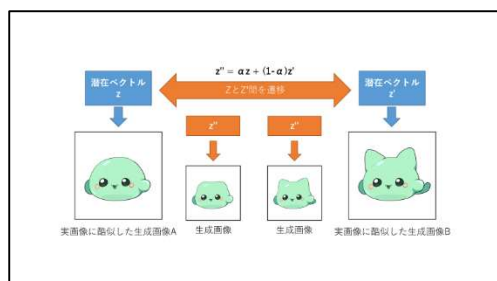 z'' = αz + (1-α)z'
潜在ベクトル
z
ZとZ'間を遷移
潜在ベクトル
z'
z''
z''
実画像に酷似した生成画像A
生成画像
生成画像
実画像に酷似した生成画像B